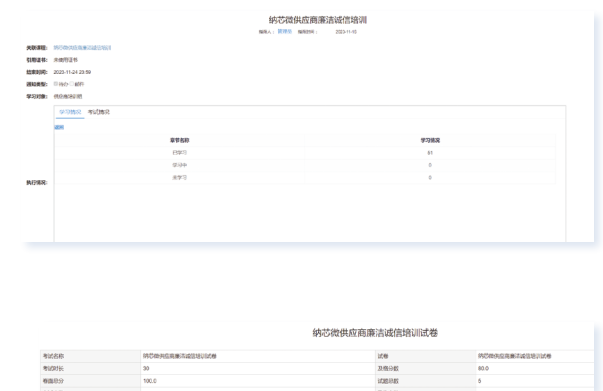 纳芯微供应商廉洁诚信培训
编辑人： 编辑时间： 2023-11-10
关联课程： 纳芯微供应商廉洁诚信培训
引用证书： 未使用证书
结束时间： 2023-11-24 23:59
通知类型： 待办 邮件
学习对象：
学习情况 考试情况
章节名称 学习情况
已学习 61
学习中 0
未学习 0
执行情况：
纳芯微供应商廉洁诚信培训试卷
考试名称 纳芯微供应商廉洁诚信培训试卷 试卷 纳芯微供应商廉洁诚信培训试卷
考试时长 30 及格分数 80.0
卷面总分 100.0 试题总数 5